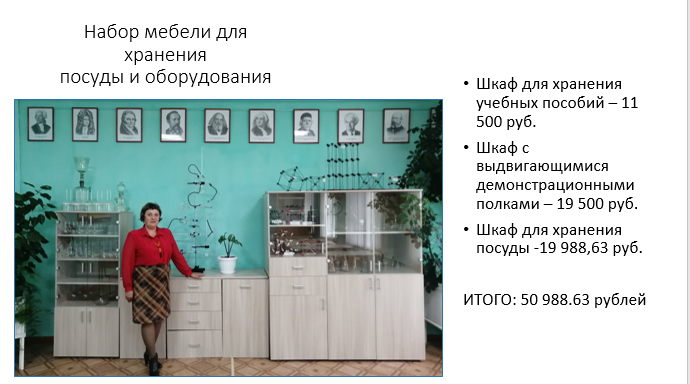 Набор мебели для
хранения
посуды и оборудования
• Шкаф для хранения
учебных пособий – 11
500 руб.
• Шкаф с
выдвигающимися
демонстрационными
полками – 19 500 руб.
• Шкаф для хранения
посуды -19 988,63 руб.
ИТОГО: 50 988.63 рублей